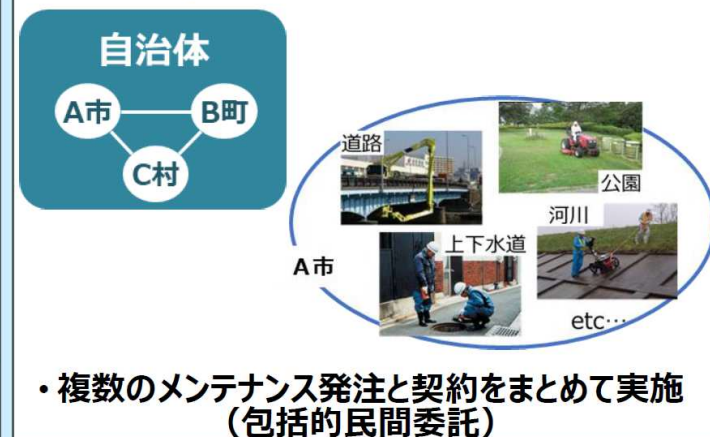 自治体
A市
B町
C村
道路
公園
河川
上下水道
A市
etc…
・複数のメンテナンス発注と契約をまとめて実施
（包括的民間委託）